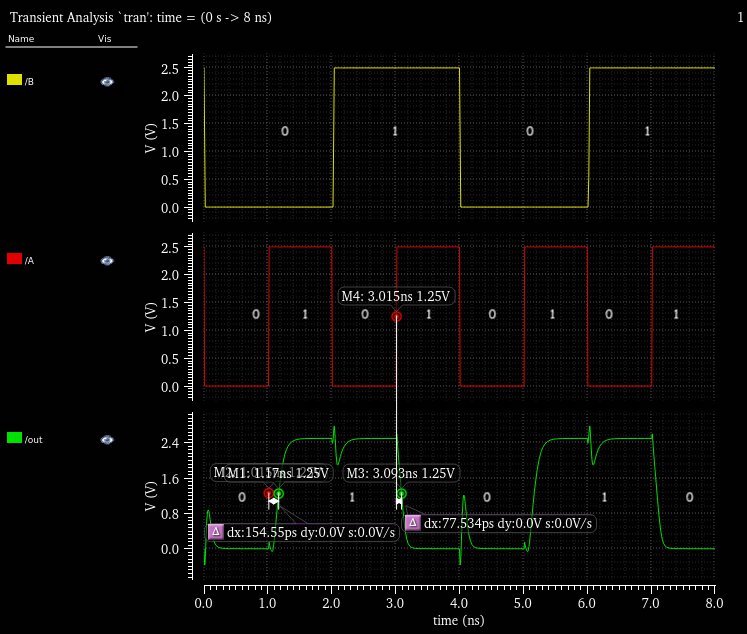 Transient Analysis `tran': time = (0 s -> 8 ns)
1
Name Vis
/B
V (V)
2.5
2.0
1.5
1.0
0.5
0.0
0 1 0 1
/A
V (V)
2.5
2.0
1.5
1.0
0.5
0.0
M4: 3.015ns 1.25V
0 1 0 1 0 1 0 1
/out
V (V)
2.4
1.6
0.8
0.0
M1: 1.17ns 1.25V
M3: 3.093ns 1.25V
0 1 0 1 0
Δ dx:154.55ps dy:0.0V s:0.0V/s
Δ dx:77.534ps dy:0.0V s:0.0V/s
0.0 1.0 2.0 3.0 4.0 5.0 6.0 7.0 8.0
time (ns)